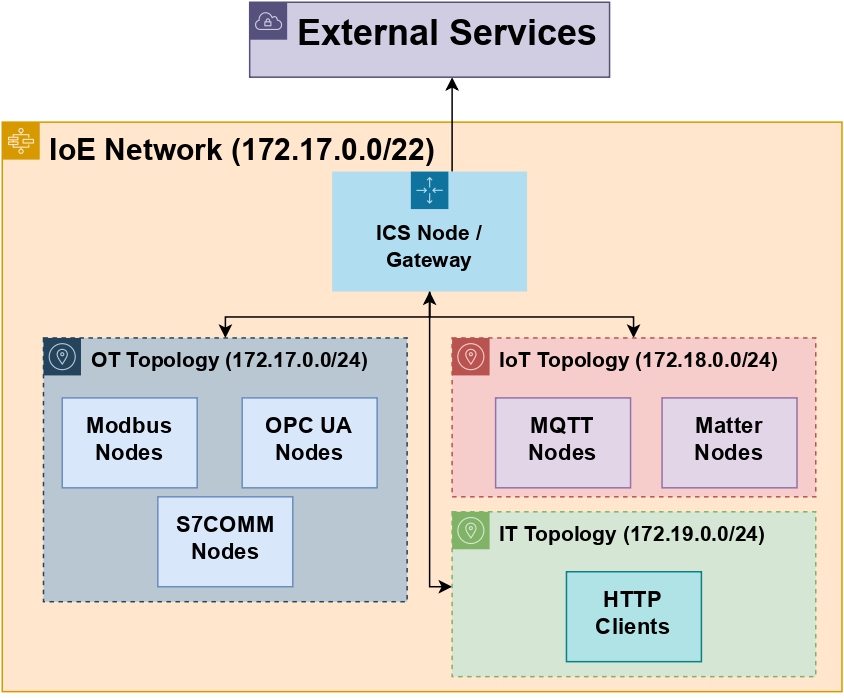 External Services
IoE Network (172.17.0.0/22)
ICS Node /
Gateway
OT Topology (172.17.0.0/24)
Modbus
Nodes
OPC UA
Nodes
S7COMM
Nodes
IoT Topology (172.18.0.0/24)
MQTT
Nodes
Matter
Nodes
IT Topology (172.19.0.0/24)
HTTP
Clients